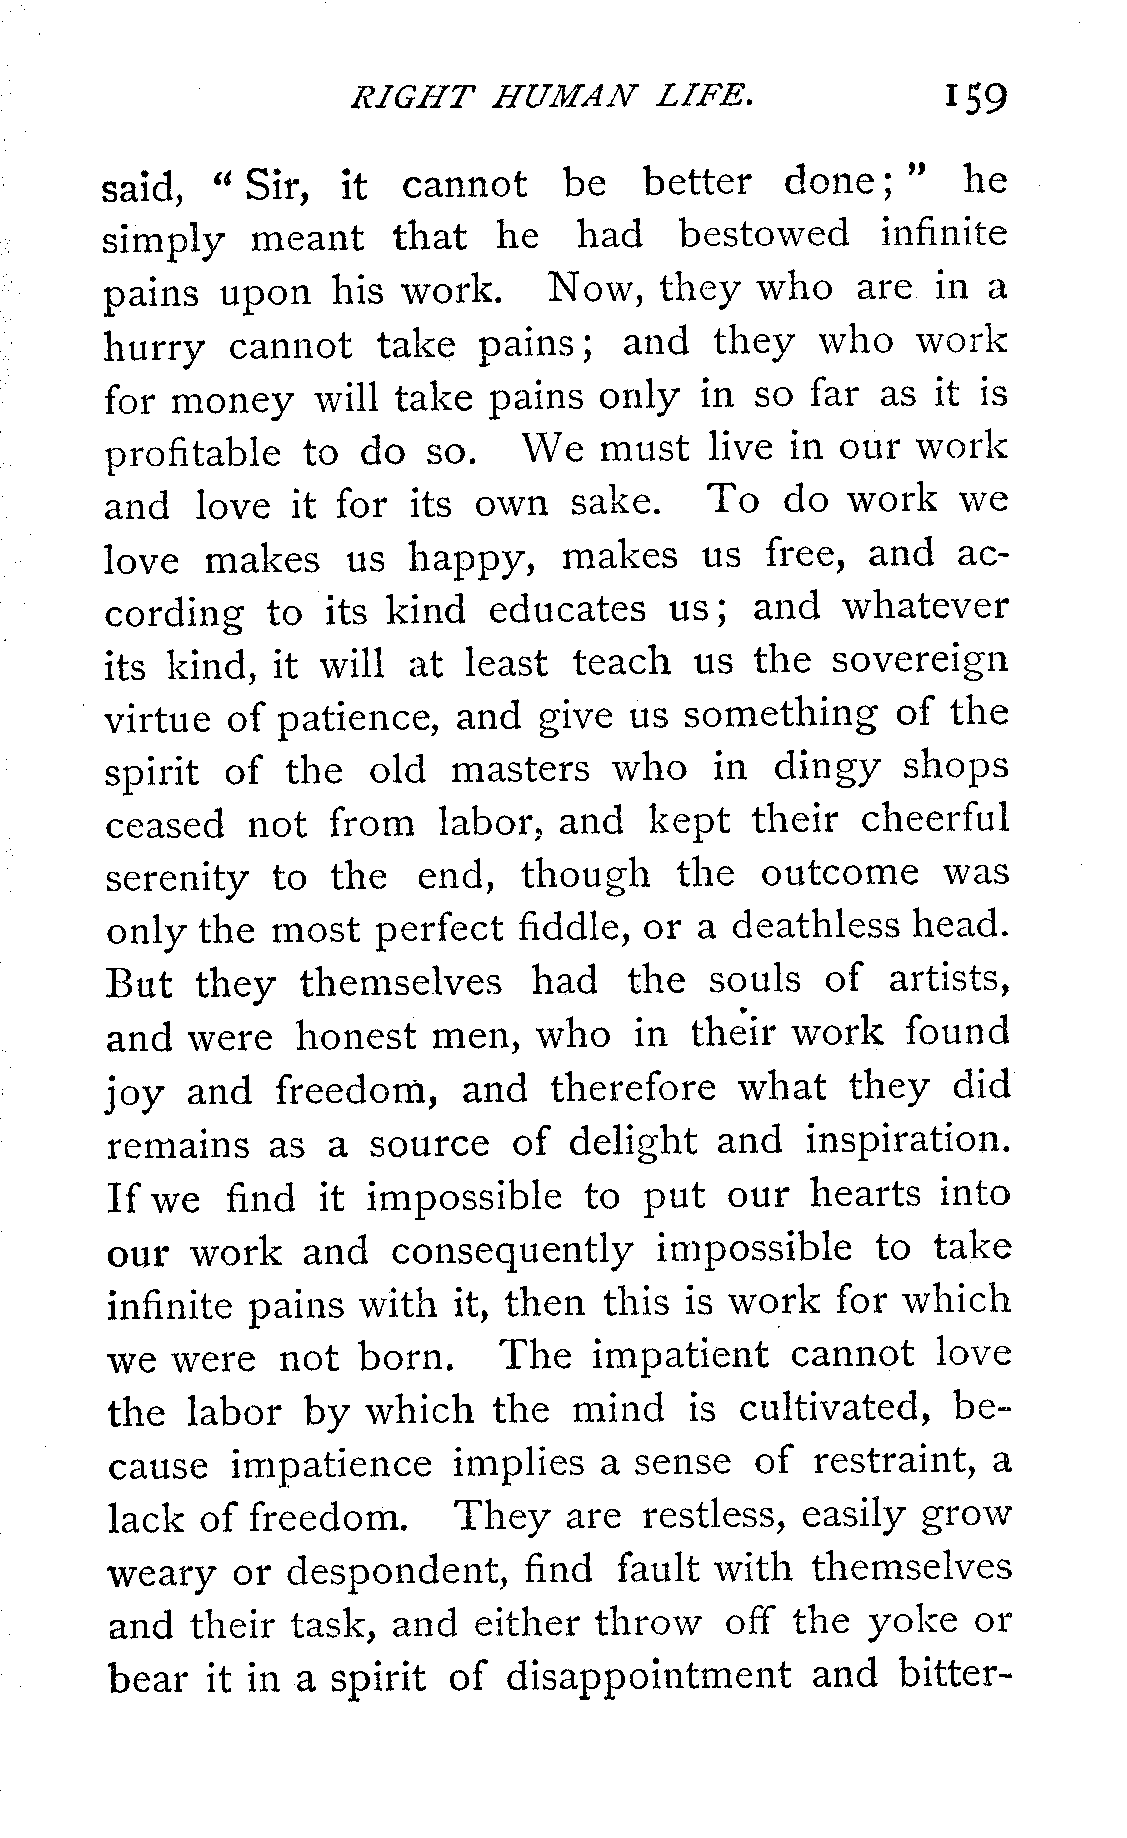 RIGHT HUMAN LIFE. 159
said, “ Sir, it cannot be better done; ” he
simply meant that he had bestowed infinite
pains upon his work. Now, they who are in a
hurry cannot take pains; and they who work
for money will take pains only in so far as it is
profitable to do so. We must live in our work
and love it for its own sake. To do work we
love makes us happy, makes us free, and ac-
cording to its kind educates us; and whatever
its kind, it will at least teach us the sovereign
virtue of patience, and give us something of the
spirit of the old masters who in dingy shops
ceased not from labor, and kept their cheerful
serenity to the end, though the outcome was
only the most perfect fiddle, or a deathless head.
But they themselves had the souls of artists,
and were honest men, who in their work found
joy and freedom, and therefore what they did
remains as a source of delight and inspiration.
If we find it impossible to put our hearts into
our work and consequently impossible to take
infinite pains with it, then this is work for which
we were not born. The impatient cannot love
the labor by which the mind is cultivated, be-
cause impatience implies a sense of restraint, a
lack of freedom. They are restless, easily grow
weary or despondent, find fault with themselves
and their task, and either throw off the yoke or
bear it in a spirit of disappointment and bitter-